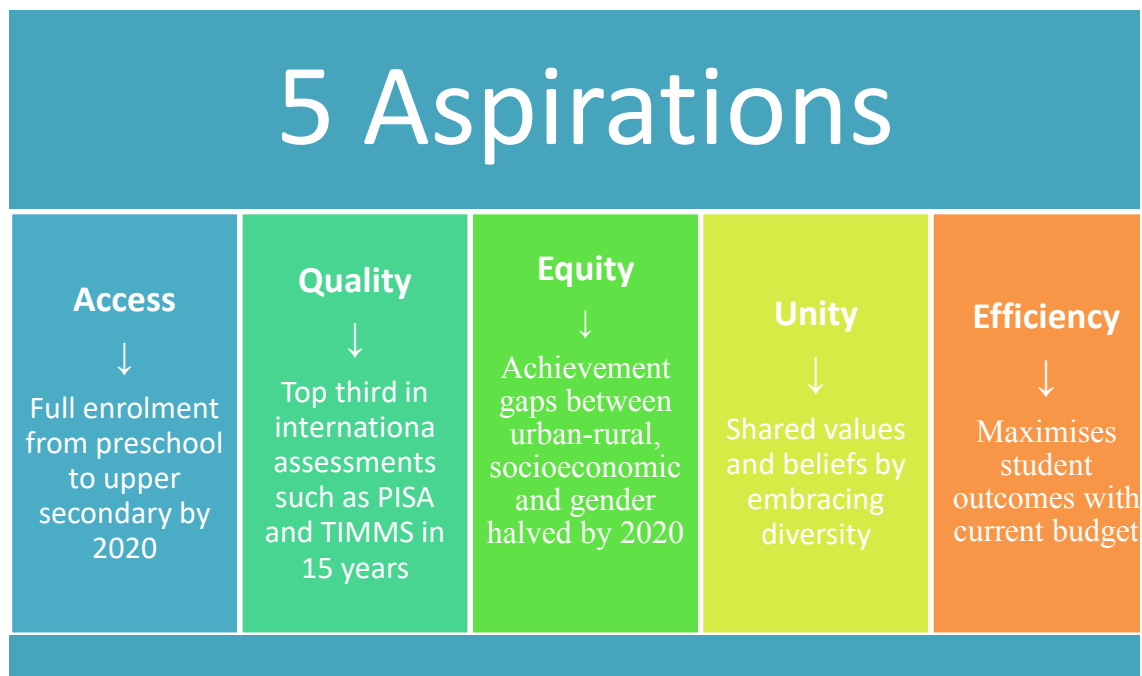 5 Aspirations
Access
↓
Full enrolment
from preschool
to upper
secondary by
2020
Quality
↓
Top third in
internationa
assessments
such as PISA
and TIMMS in
15 years
Equity
↓
Achievement
gaps between
urban-rural,
socioeconomic
and gender
halved by 2020
Unity
↓
Shared values
and beliefs by
embracing
diversity
Efficiency
↓
Maximises
student
outcomes with
current budget